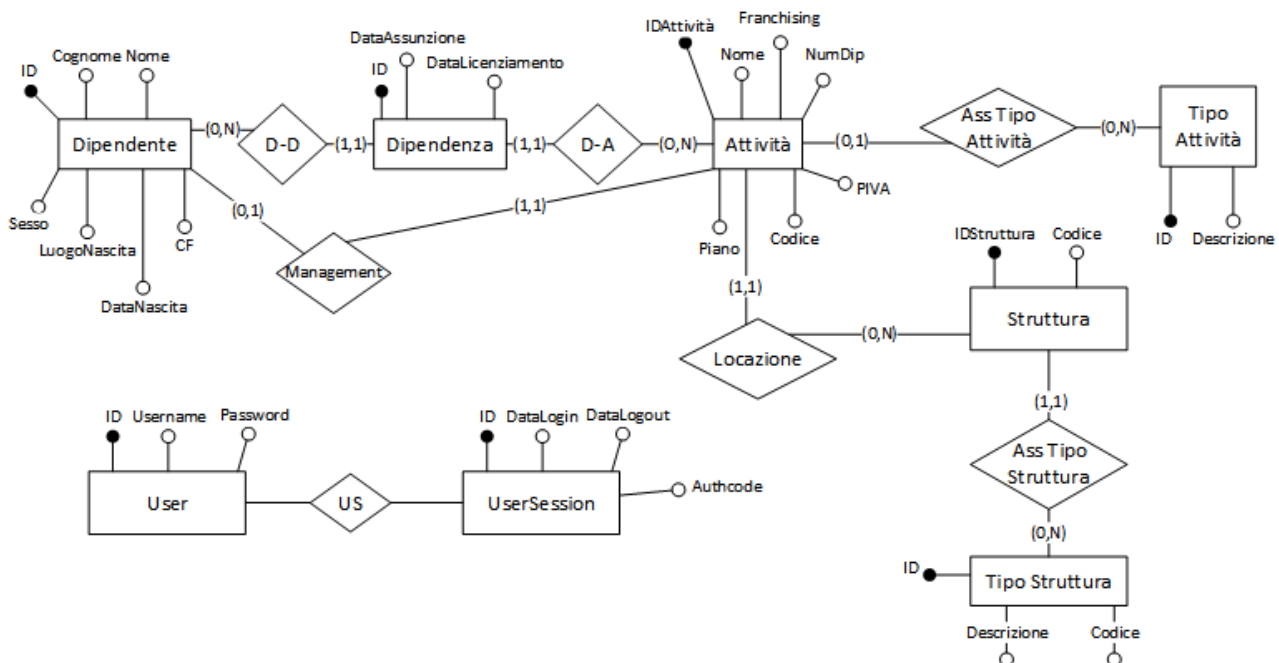 Franchising
DataAssunzione
IDAttività
Cognome Nome
ID
ID
DataLicenziamento
Nome
NumDip
Dipendente
(0,N)
D-D
(1,1)
Dipendenza
(1,1)
D-A
(0,N)
Attività
(0,1)
Ass Tipo
Attività
(0,N)
Tipo
Attività
Sesso
LuogoNascita
CF
DataNascita
(0,1)
Management
(1,1)
Piano
Codice
PIVA
ID
Descrizione
IDStruttura
Codice
(1,1)
Locazione
(0,N)
Struttura
(1,1)
Ass Tipo
Struttura
(0,N)
ID
Tipo Struttura
Descrizione
Codice
ID
Username
Password
User
US
ID
DataLogin
DataLogout
UserSession
Authcode